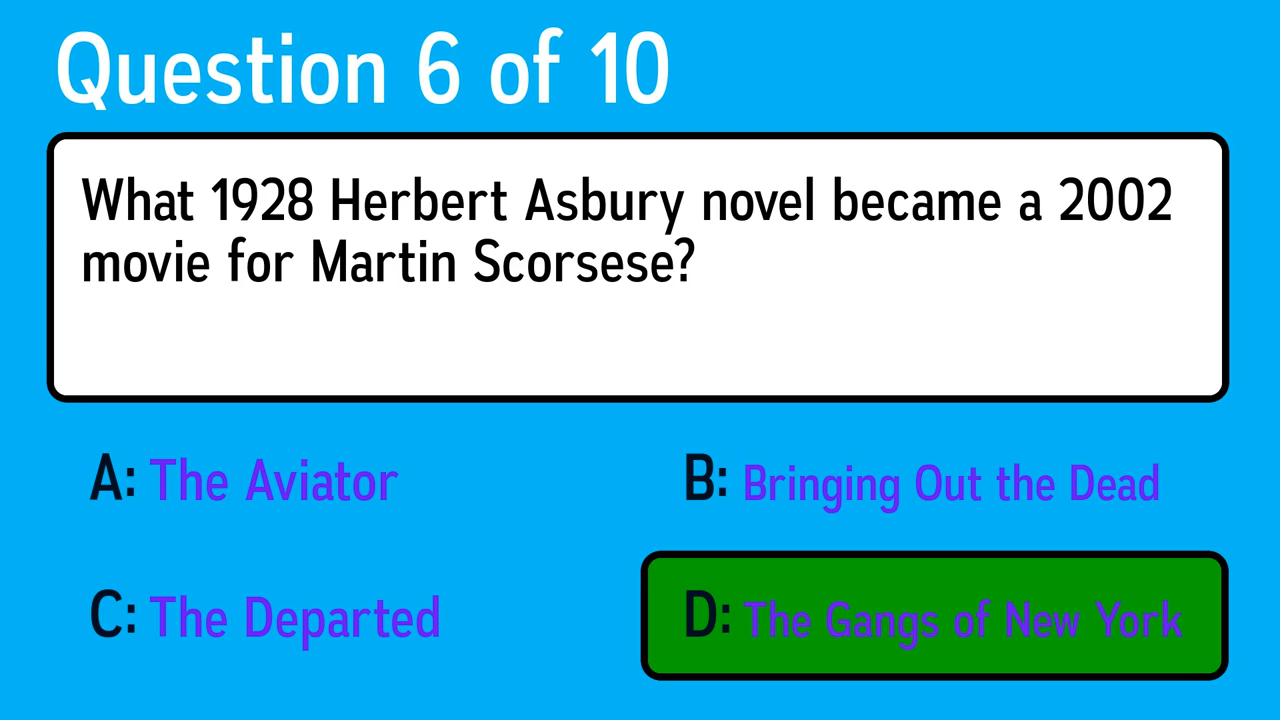 Question 6 of 10
What 1928 Herbert Asbury novel became a 2002
movie for Martin Scorsese?
A: The Aviator
B: Bringing Out the Dead
C: The Departed
D: The Gangs of New York